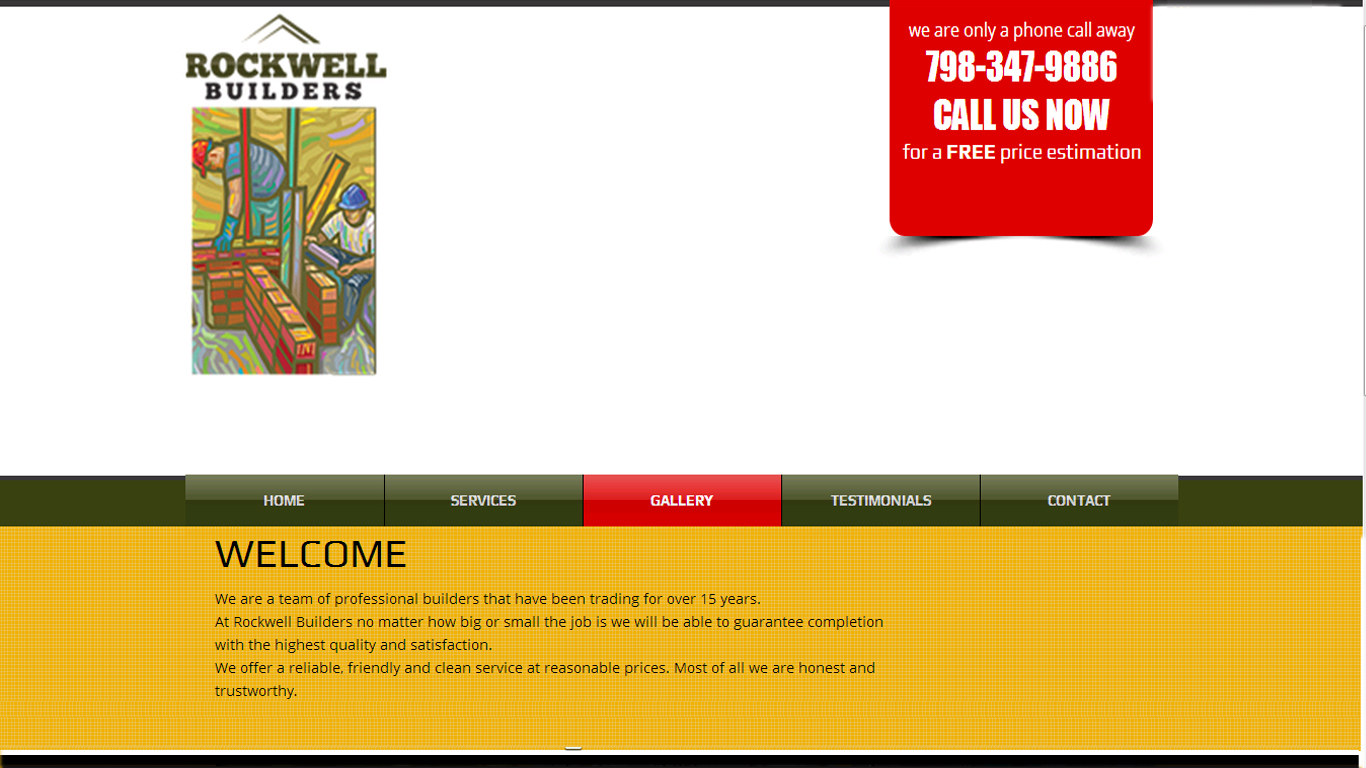 ROCKWELL
BUILDERS
we are only a phone call away
798-347-9886
CALL US NOW
for a FREE price estimation
HOME SERVICES GALLERY TESTIMONIALS CONTACT
WELCOME
We are a team of professional builders that have been trading for over 15 years.
At Rockwell Builders no matter how big or small the job is we will be able to guarantee completion
with the highest quality and satisfaction.
We offer a reliable, friendly and clean service at reasonable prices. Most of all we are honest and
trustworthy.